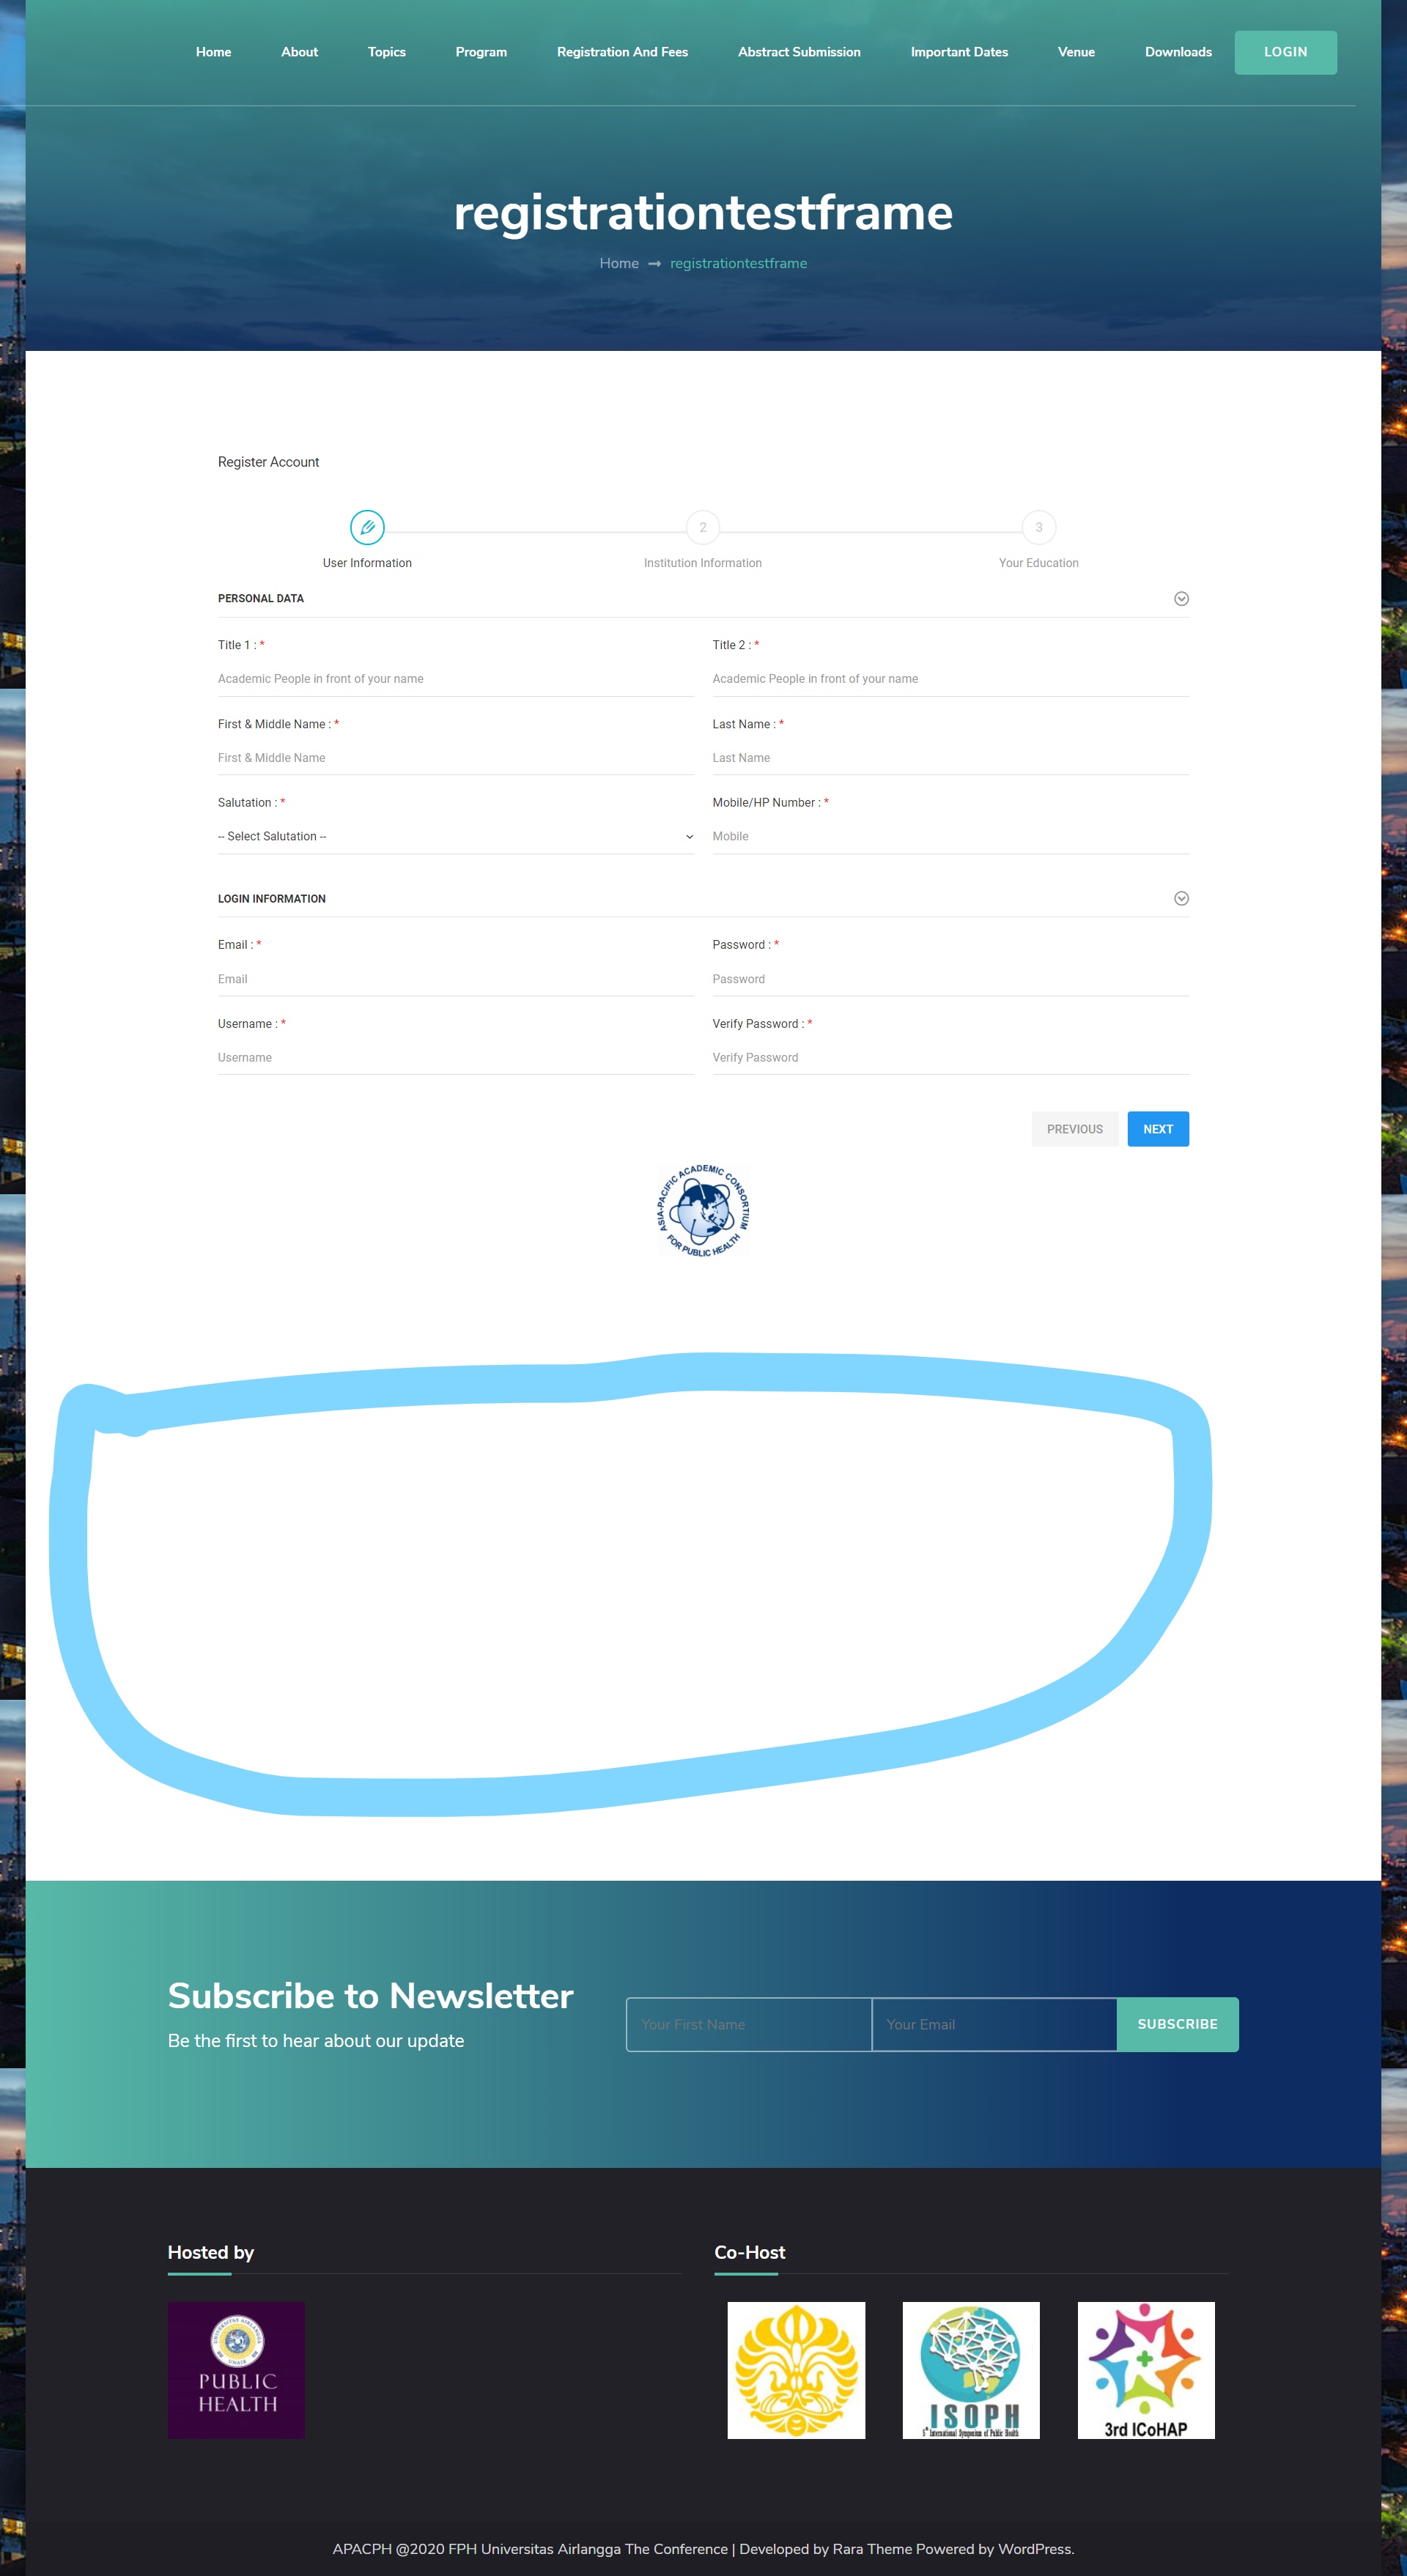 Home About Topics Program Registration And Fees Abstract Submission Important Dates Venue Downloads LOGIN
registrationtestframe
Home registrationtestframe
Register Account
2 3
User Information Institution Information Your Education
PERSONAL DATA
Title 1 : * Title 2 : *
Academic People in front of your name Academic People in front of your name
First & Middle Name : * Last Name : *
First & Middle Name Last Name
Salutation : * Mobile/HP Number : *
-- Select Salutation -- Mobile
LOGIN INFORMATION
Email : * Password : *
Email Password
Username : * Verify Password : *
Username Verify Password
PREVIOUS NEXT
ASIA-PACIFIC ACADEMIC CONSORTIUM
FOR PUBLIC HEALTH
Subscribe to Newsletter
Be the first to hear about our update
Your First Name Your Email SUBSCRIBE
Hosted by Co-Host
UNIVERSITAS AIRLANGGA
UNAIR
PUBLIC
HEALTH
ISOPH
5th International Symposium of Public Health
3rd ICoHAP
APACPH @2020 FPH Universitas Airlangga The Conference | Developed by Rara Theme Powered by WordPress.